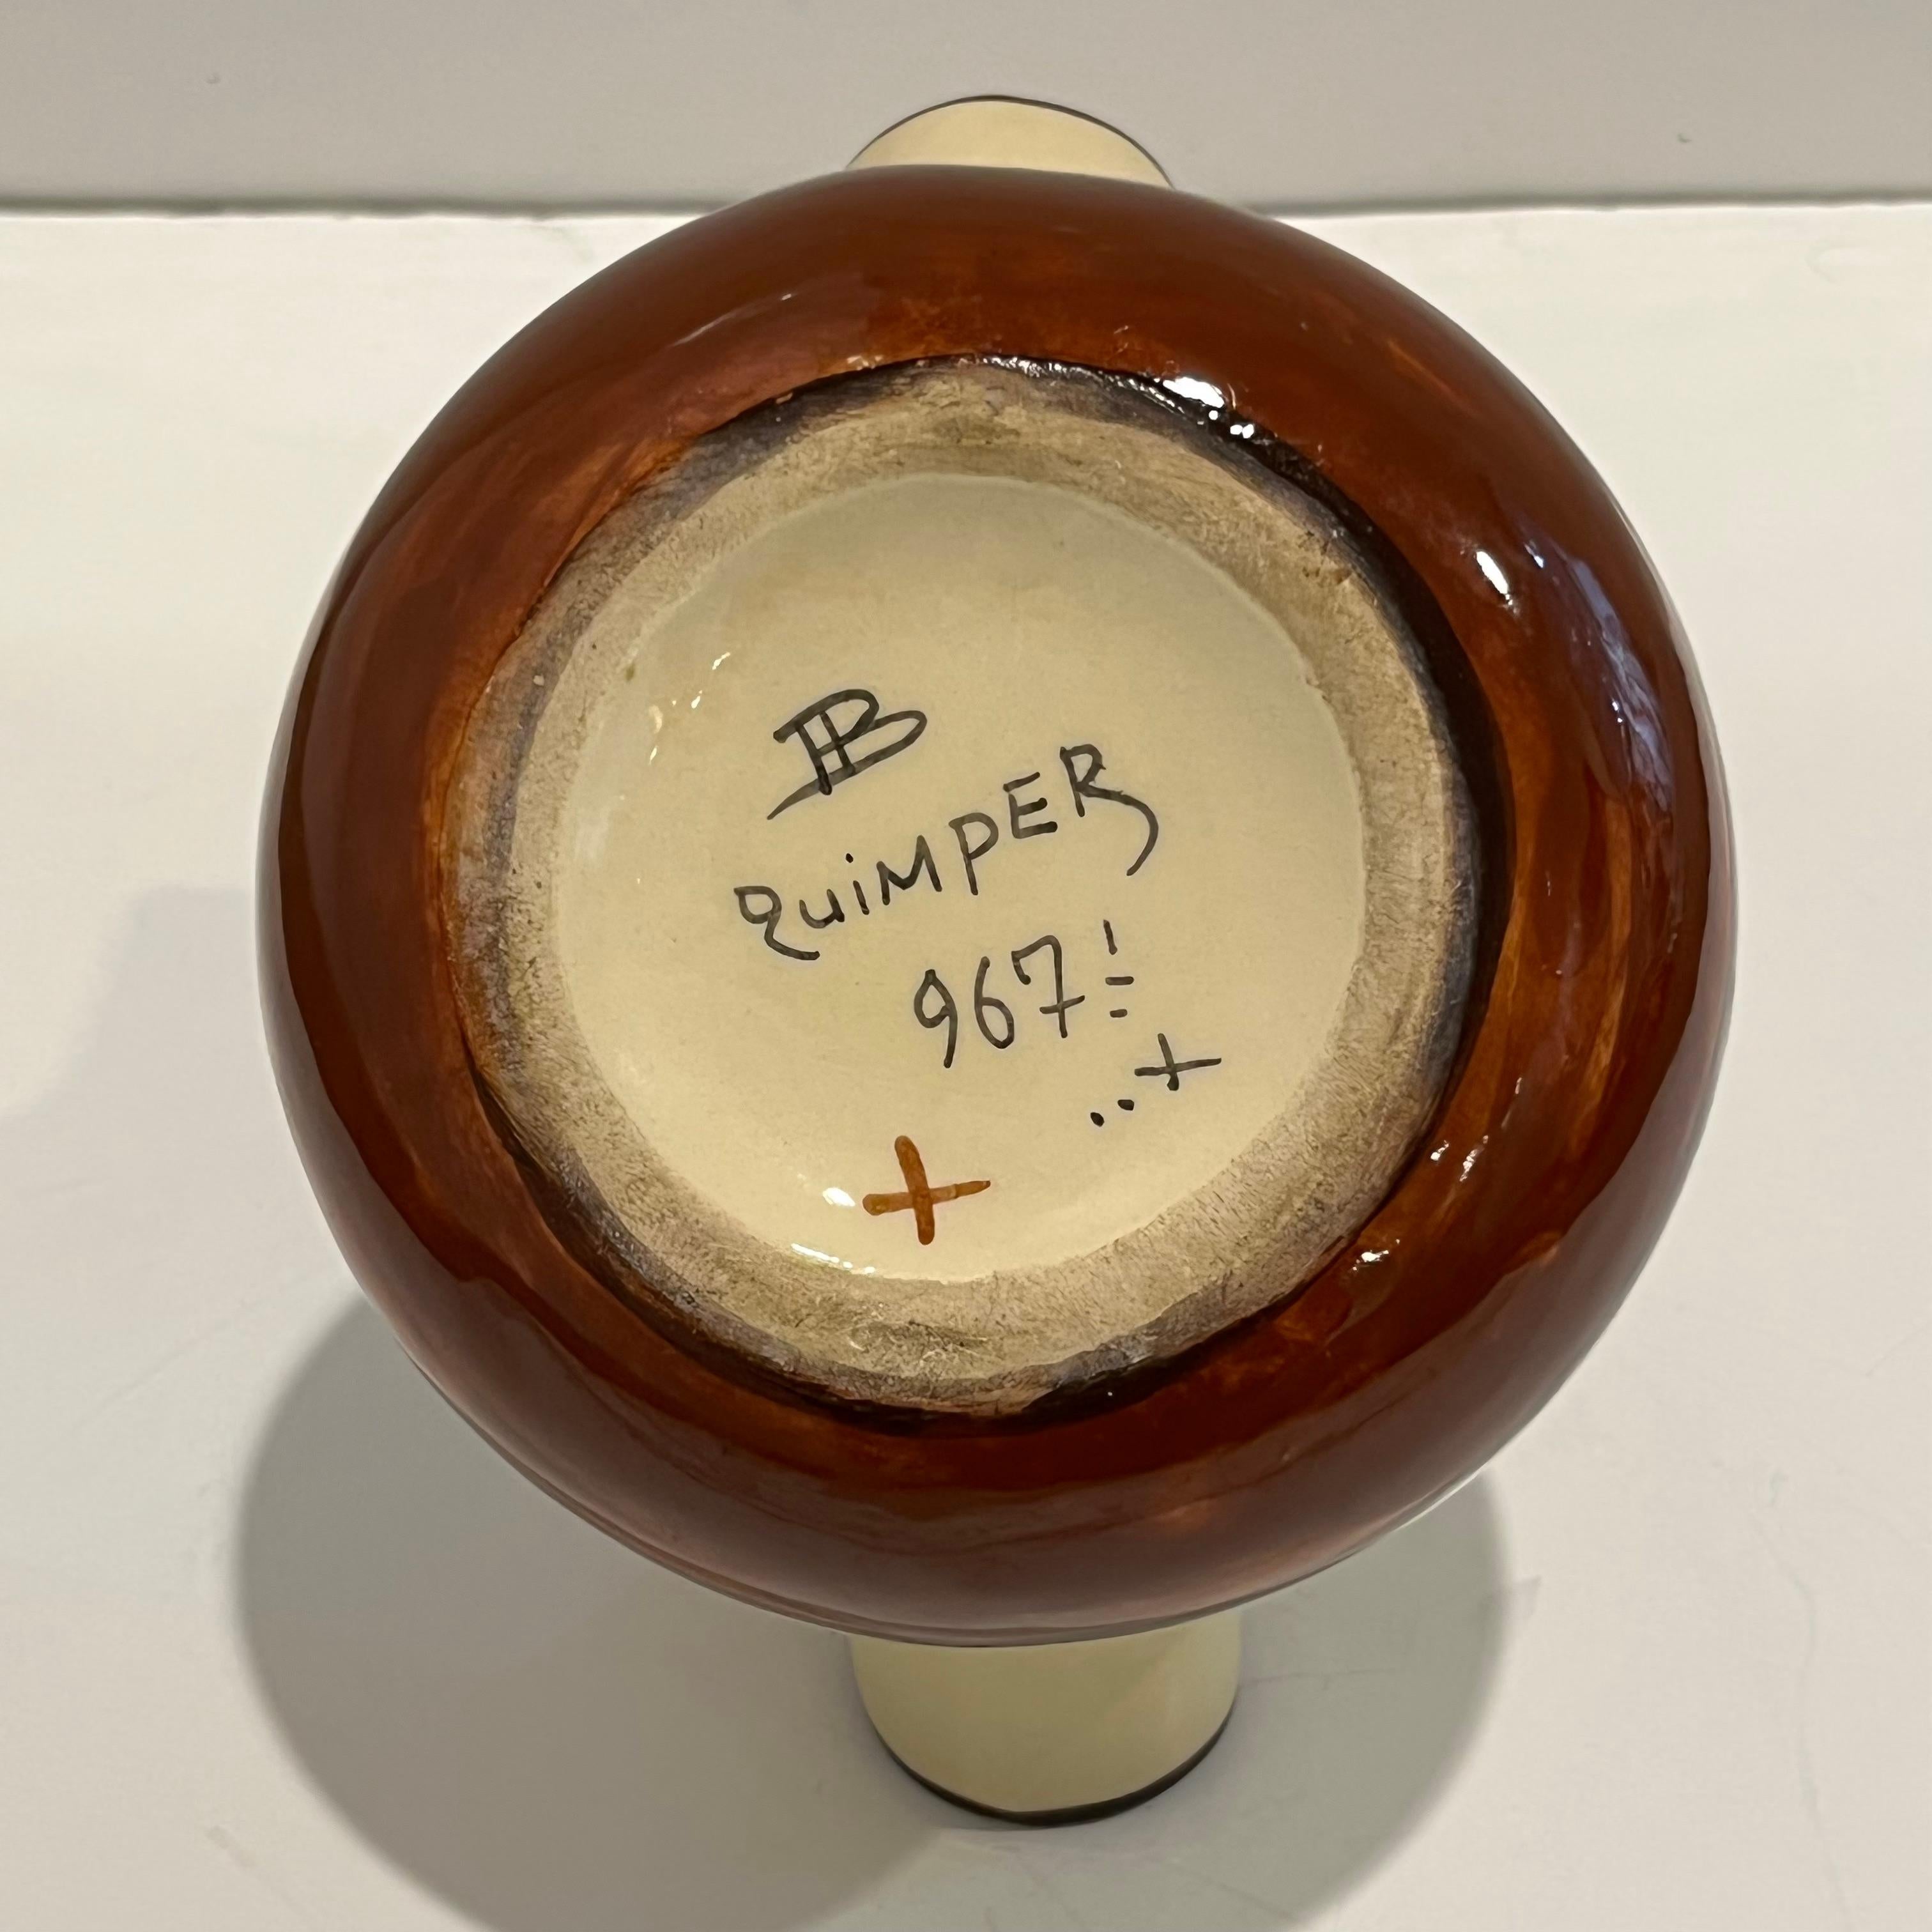 HB
QUiMPER
967
..+
+